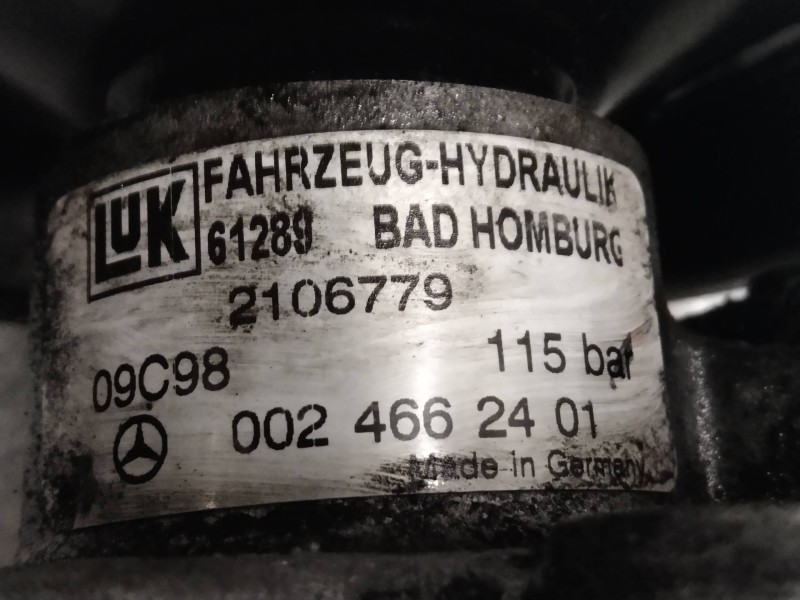 LUK FAHRZEUG-HYDRAULIK
61289 BAD HOMBURG
2106779
09C98 115 bar
002 466 24 01
Made in Germany